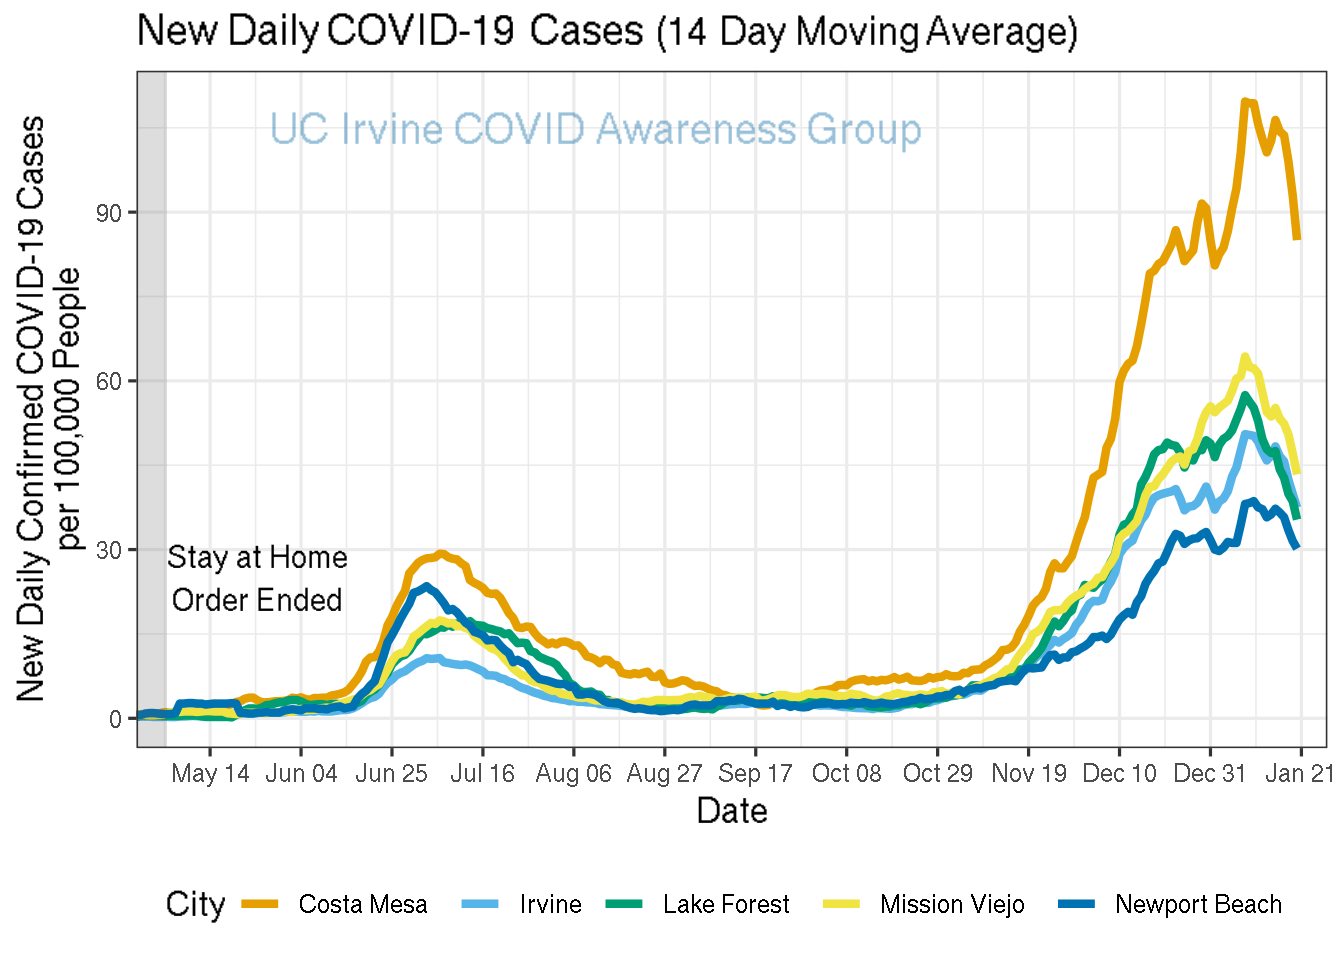 New Daily COVID-19 Cases (14 Day Moving Average)
UC Irvine COVID Awareness Group
New Daily Confirmed COVID-19 Cases
per 100,000 People
90
60
30
0
Stay at Home
Order Ended
May 14 Jun 04 Jun 25 Jul 16 Aug 06 Aug 27 Sep 17 Oct 08 Oct 29 Nov 19 Dec 10 Dec 31 Jan 21
Date
City Costa Mesa Irvine Lake Forest Mission Viejo Newport Beach